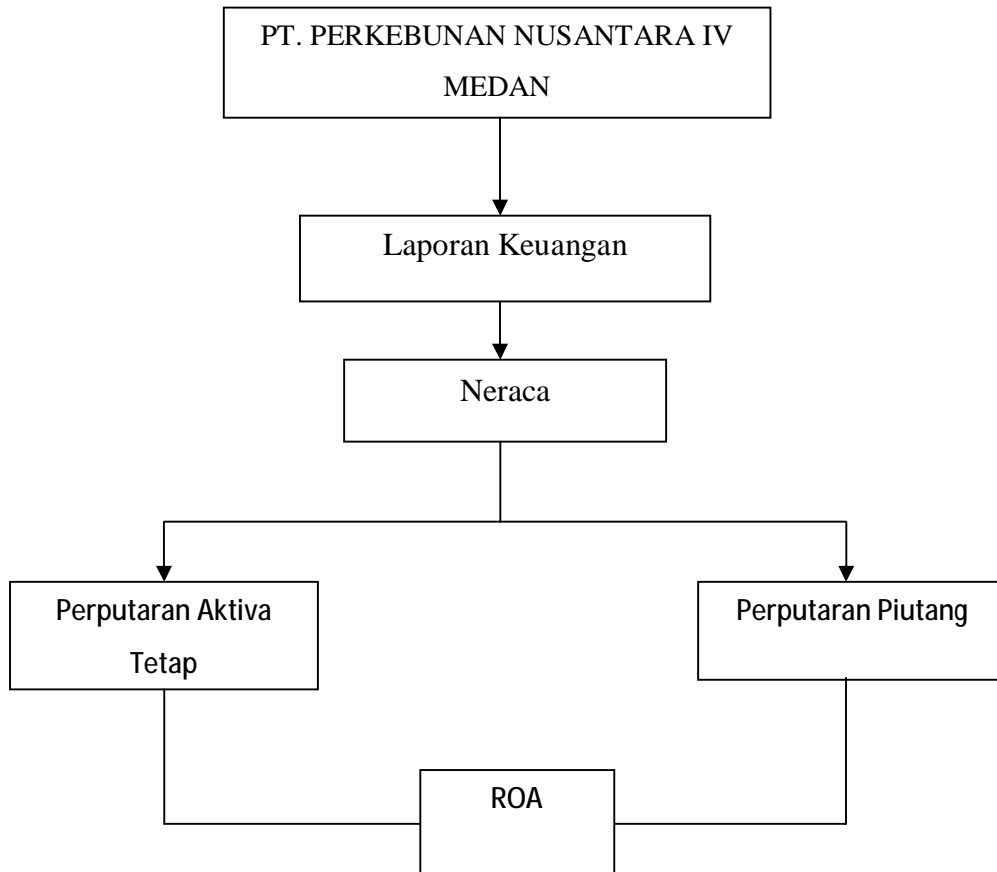 PT. PERKEBUNAN NUSANTARA IV
MEDAN
Laporan Keuangan
Neraca
Perputaran Aktiva
Tetap
Perputaran Piutang
ROA